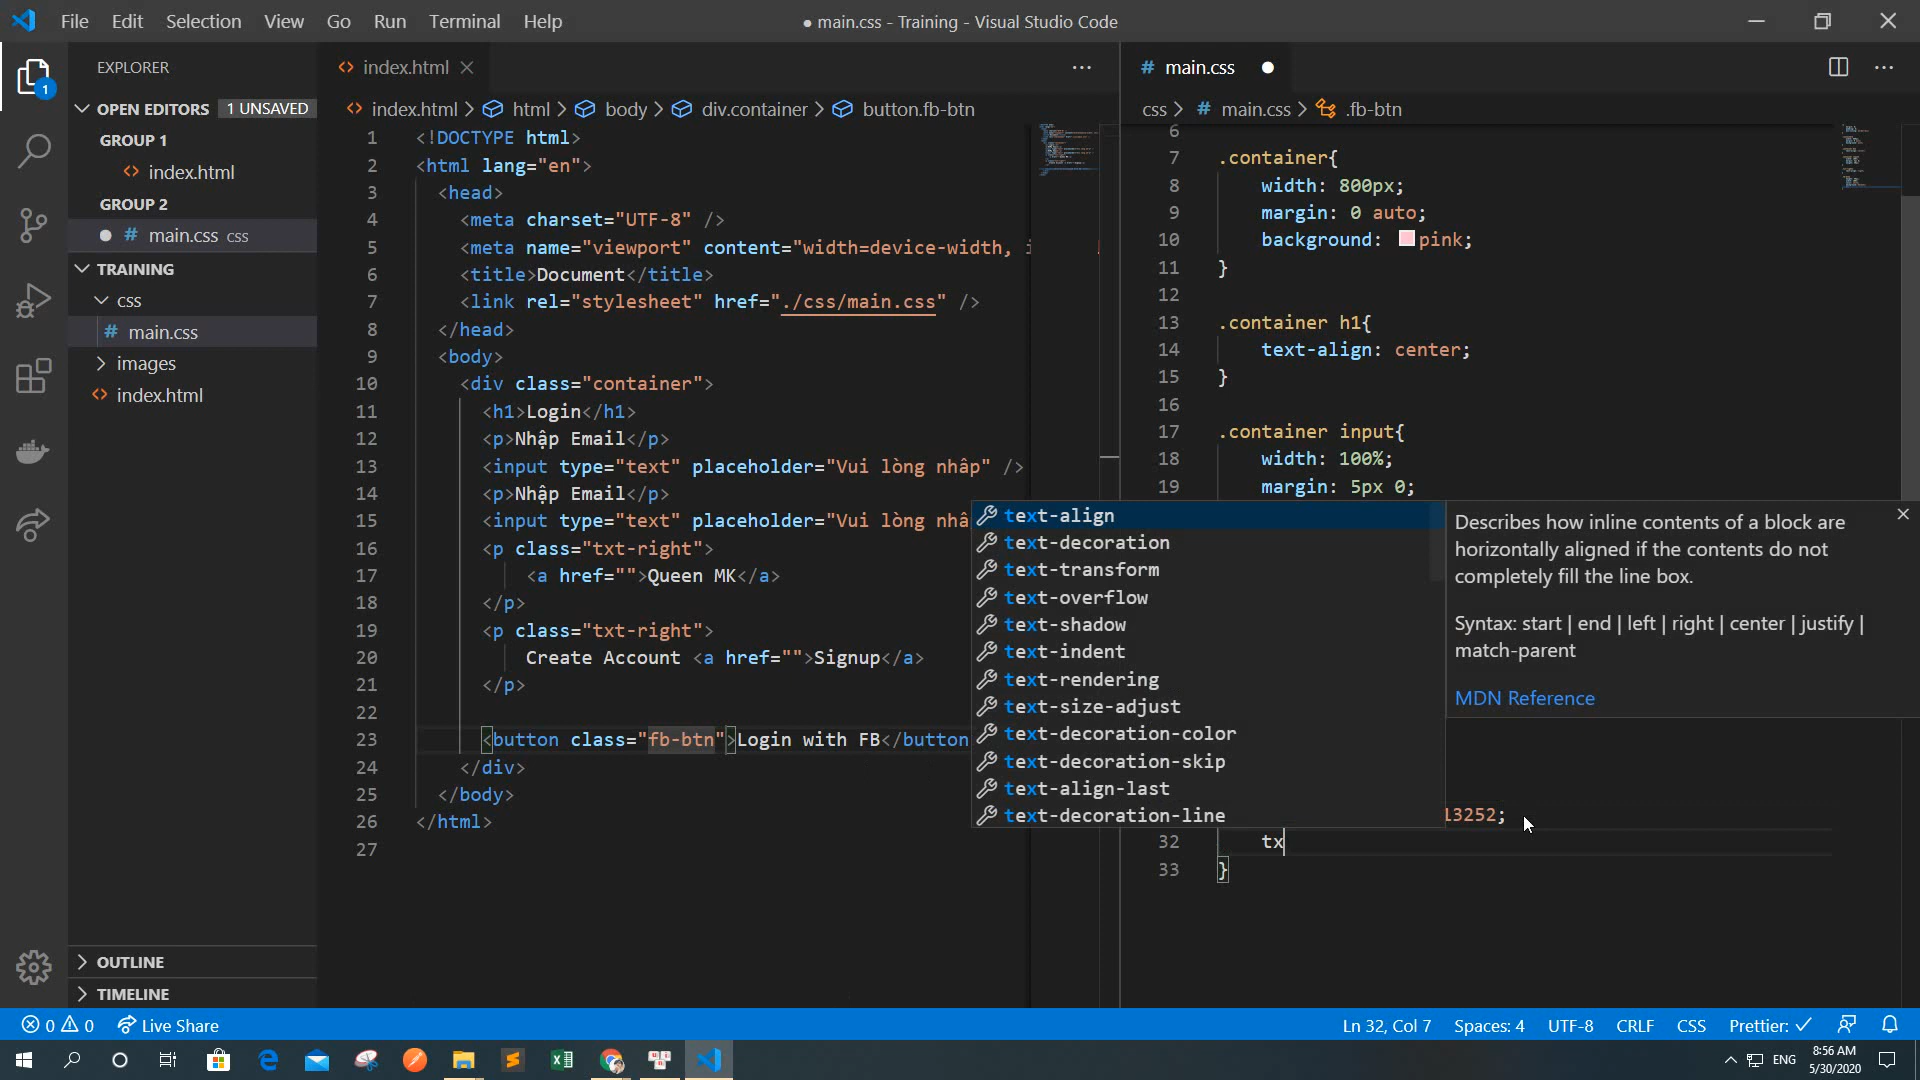 File Edit Selection View Go Run Terminal Help
● main.css - Training - Visual Studio Code
EXPLORER
OPEN EDITORS 1 UNSAVED
GROUP 1
index.html
GROUP 2
● # main.css css
TRAINING
css
# main.css
images
index.html
OUTLINE
TIMELINE
1
index.html
index.html > html > body > div.container > button.fb-btn
1 <!DOCTYPE html>
2 <html lang="en">
3 <head>
4 <meta charset="UTF-8" />
5 <meta name="viewport" content="width=device-width, i
6 <title>Document</title>
7 <link rel="stylesheet" href="./css/main.css" />
8 </head>
9 <body>
10 <div class="container">
11 <h1>Login</h1>
12 <p>Nhập Email</p>
13 <input type="text" placeholder="Vui lòng nhâp" />
14 <p>Nhập Email</p>
15 <input type="text" placeholder="Vui lòng nhâ
16 <p class="txt-right">
17 <a href="">Queen MK</a>
18 </p>
19 <p class="txt-right">
20 Create Account <a href="">Signup</a>
21 </p>
22
23 <button class="fb-btn">Login with FB</button
24 </div>
25 </body>
26 </html>
27
# main.css ●
css > # main.css > .fb-btn
6
7 .container{
8 width: 800px;
9 margin: 0 auto;
10 background: pink;
11 }
12
13 .container h1{
14 text-align: center;
15 }
16
17 .container input{
18 width: 100%;
19 margin: 5px 0;
text-align
text-decoration
text-transform
text-overflow
text-shadow
text-indent
text-rendering
text-size-adjust
text-decoration-color
text-decoration-skip
text-align-last
text-decoration-line
Describes how inline contents of a block are
horizontally aligned if the contents do not
completely fill the line box.
Syntax: start | end | left | right | center | justify |
match-parent
MDN Reference
13252;
32 tx
33 }
0 0 Live Share
Ln 32, Col 7 Spaces: 4 UTF-8 CRLF CSS Prettier: ✓
ENG
8:56 AM
5/30/2020